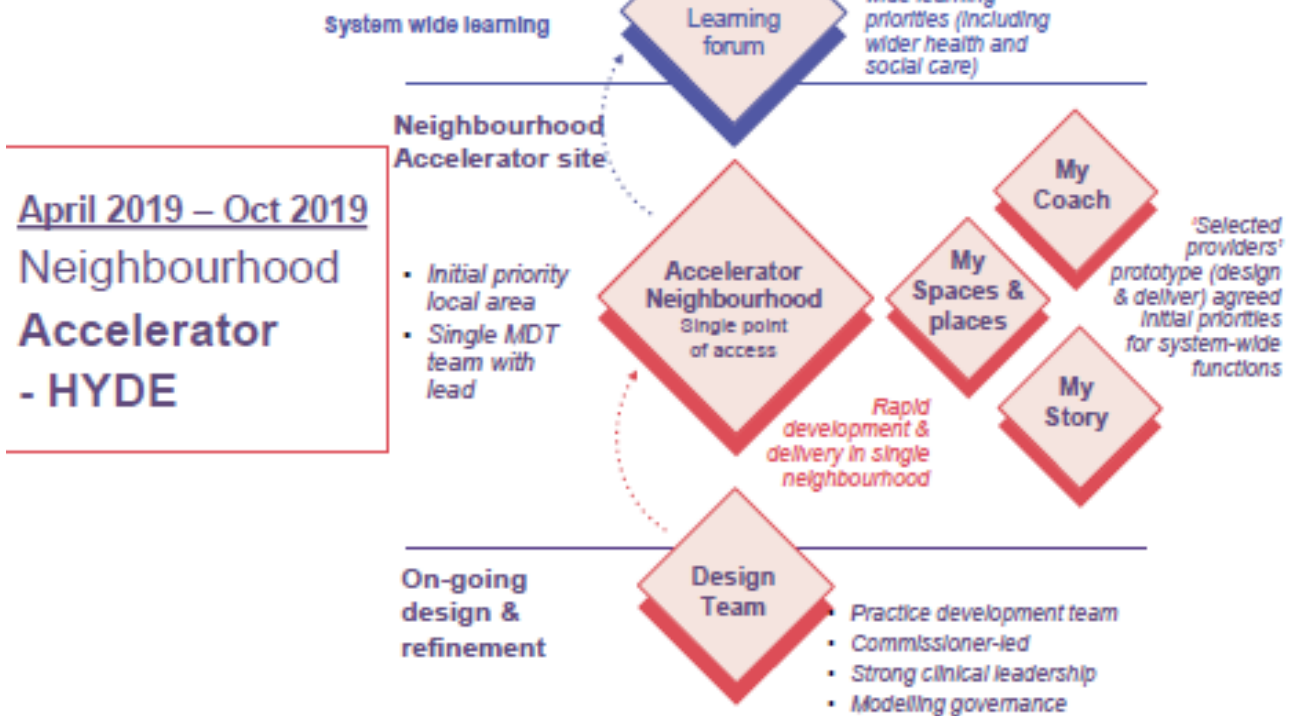 System wide learning
Learning
forum
wide learning
priorities (including
wider health and
social care)
Neighbourhood
Accelerator site
April 2019 – Oct 2019
Neighbourhood
Accelerator
- HYDE
• Initial priority
local area
• Single MDT
team with
lead
Accelerator
Neighbourhood
Single point
of access
My
Coach
My
Spaces &
places
My
Story
'Selected
providers'
prototype (design
& deliver) agreed
initial priorities
for system-wide
functions
Rapid
development &
delivery in single
neighbourhood
On-going
design &
refinement
Design
Team
• Practice development team
• Commissioner-led
• Strong clinical leadership
• Modelling governance